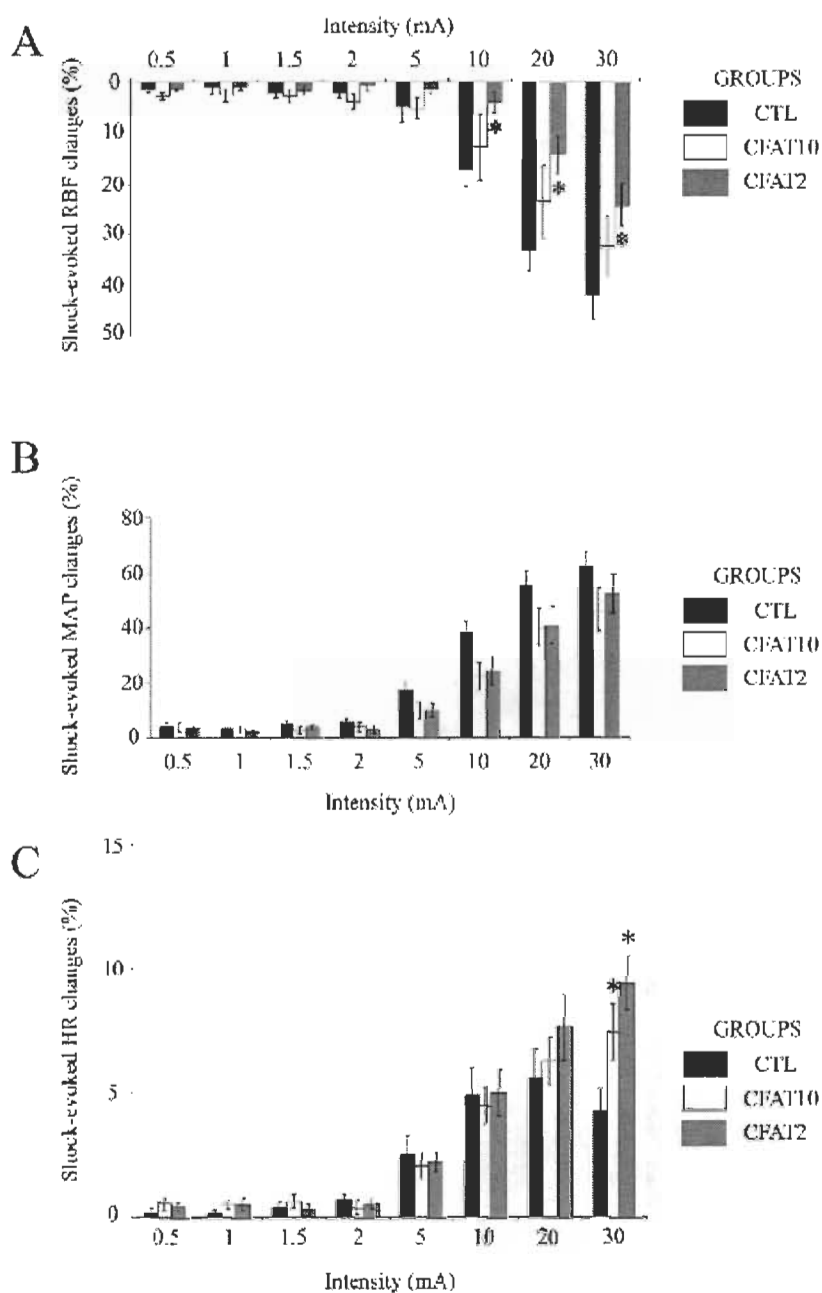 A
Intensity (mA)
0.5 1 1.5 2 5 10 20 30
Shock-evoked RBF changes (%)
0
10
20
30
40
50
*
*
*
GROUPS
CTL
CFAT10
CFAT2
B
Shock-evoked MAP changes (%)
80
60
40
20
0
0.5 1 1.5 2 5 10 20 30
Intensity (mA)
GROUPS
CTL
CFAT10
CFAT2
C
Shock-evoked HR changes (%)
15
10
5
0
*
*
0.5 1 1.5 2 5 10 20 30
Intensity (mA)
GROUPS
CTL
CFAT10
CFAT2